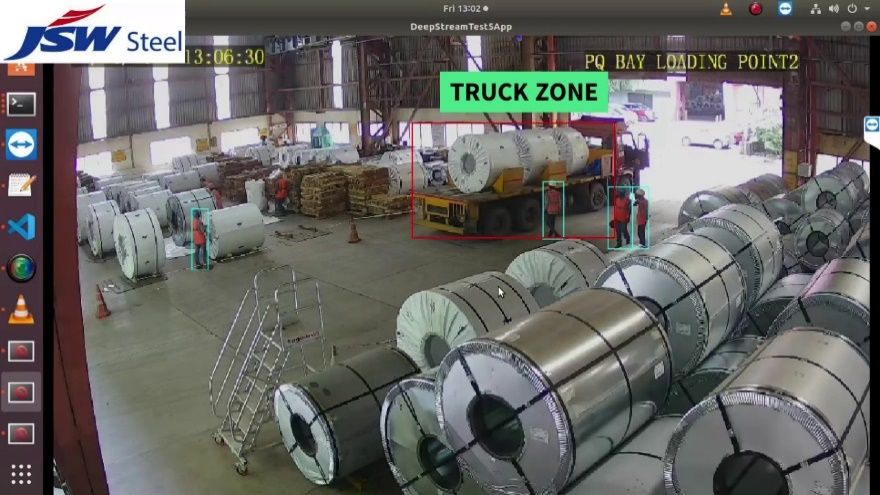 Fri 13:02
DeepStreamTest5App
JSW Steel
13:06:30
PQ BAY LOADING POINT2
TRUCK ZONE